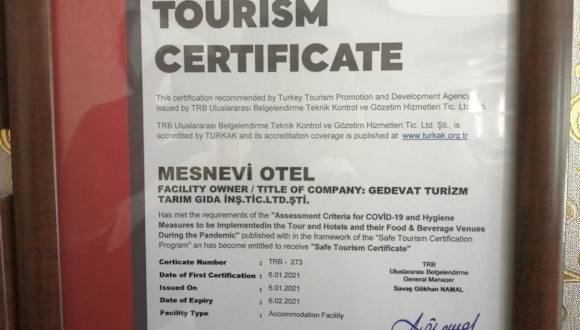 TOURISM
CERTIFICATE
This certification recommended by Turkey Tourism Promotion and Development Agency
Issued by TRB Uluslararası Belgelendirme Teknik Kontrol ve Gözetim Hizmetleri Tic. Ltd. Şti.
TRB Uluslararası Belgelendirme Teknik Kontrol ve Gözetim Hizmetleri Tic. Ltd. Şti., is
accredited by TURKAK and its accreditation coverage is puplished at www.turkak.org.tr
MESNEVİ OTEL
FACILITY OWNER / TITLE OF COMPANY: GEDEVAT TURİZM
TARIM GIDA İNŞ.TİC.LTD.ŞTİ.
Has met the requirements of the "Assessment Criteria for COVİD-19 and Hygiene
Measures to be Implementedin the Tour and Hotels and their Food & Beverage Venues
During the Pandemic" published with in the framework of the "Safe Tourism Certification
Program" an has become entitled to receive "Safe Tourism Certificate"
Certicate Number : TRB - 273
Date of First Certification : 6.01.2021
Issued On : 6.01.2021
Date of Expiry : 6.02.2021
Facility Type : Accommodation Facility
TRB
Uluslararası Belgelendirme
General Manager
Savaş Gökhan NAMAL